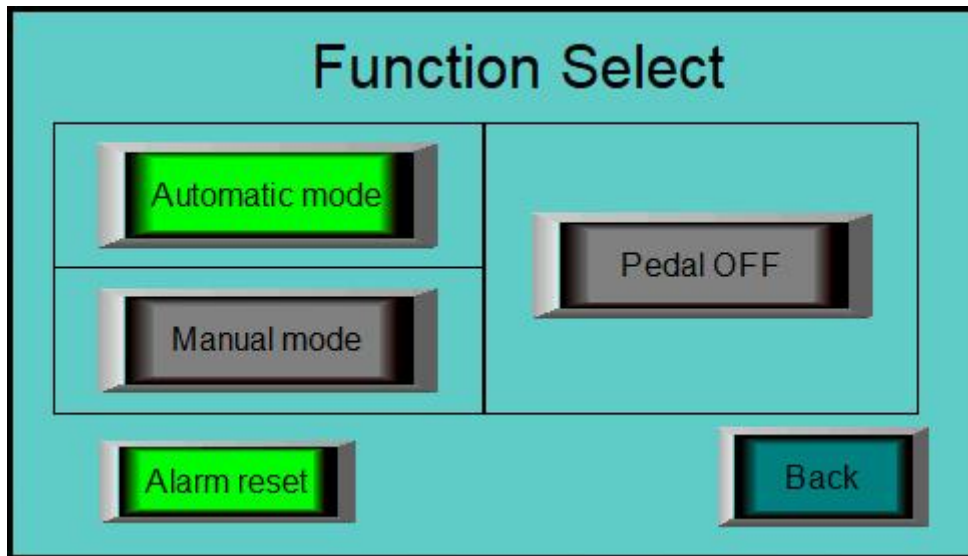 Function Select
Automatic mode
Pedal OFF
Manual mode
Alarm reset
Back